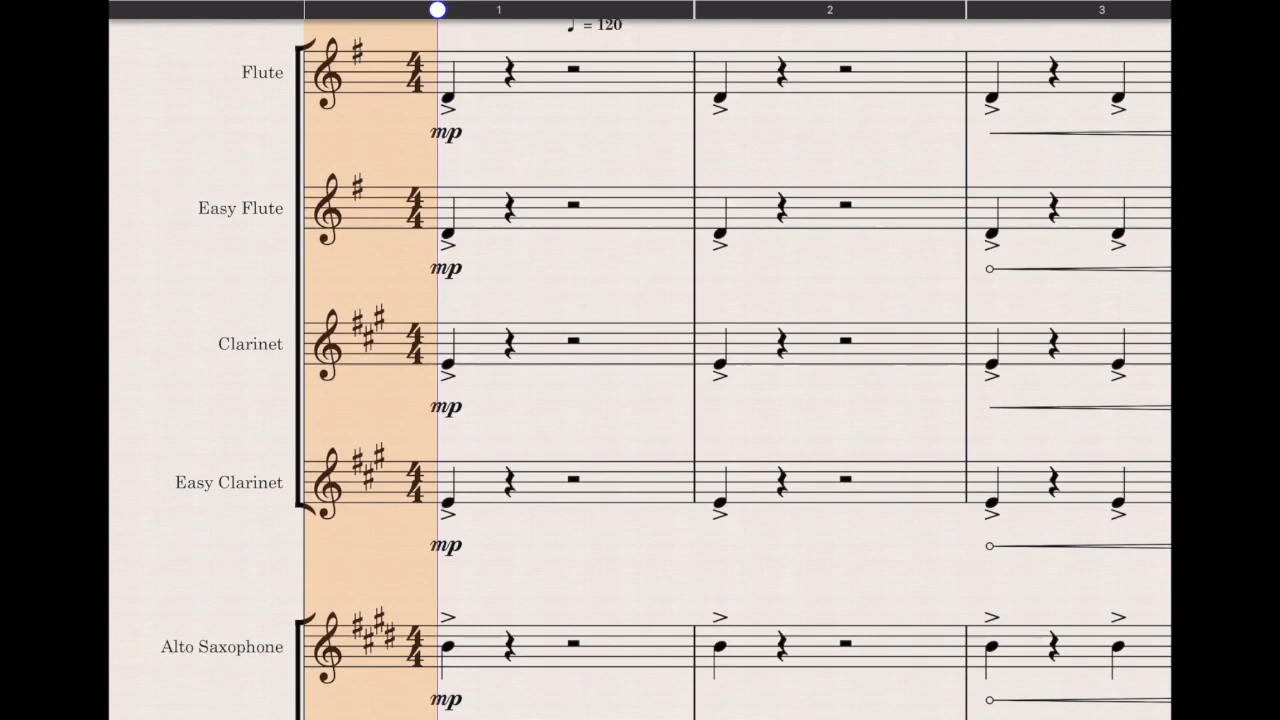 1 2 3
♩ = 120
Flute
mp
Easy Flute
mp
Clarinet
mp
Easy Clarinet
mp
Alto Saxophone
mp